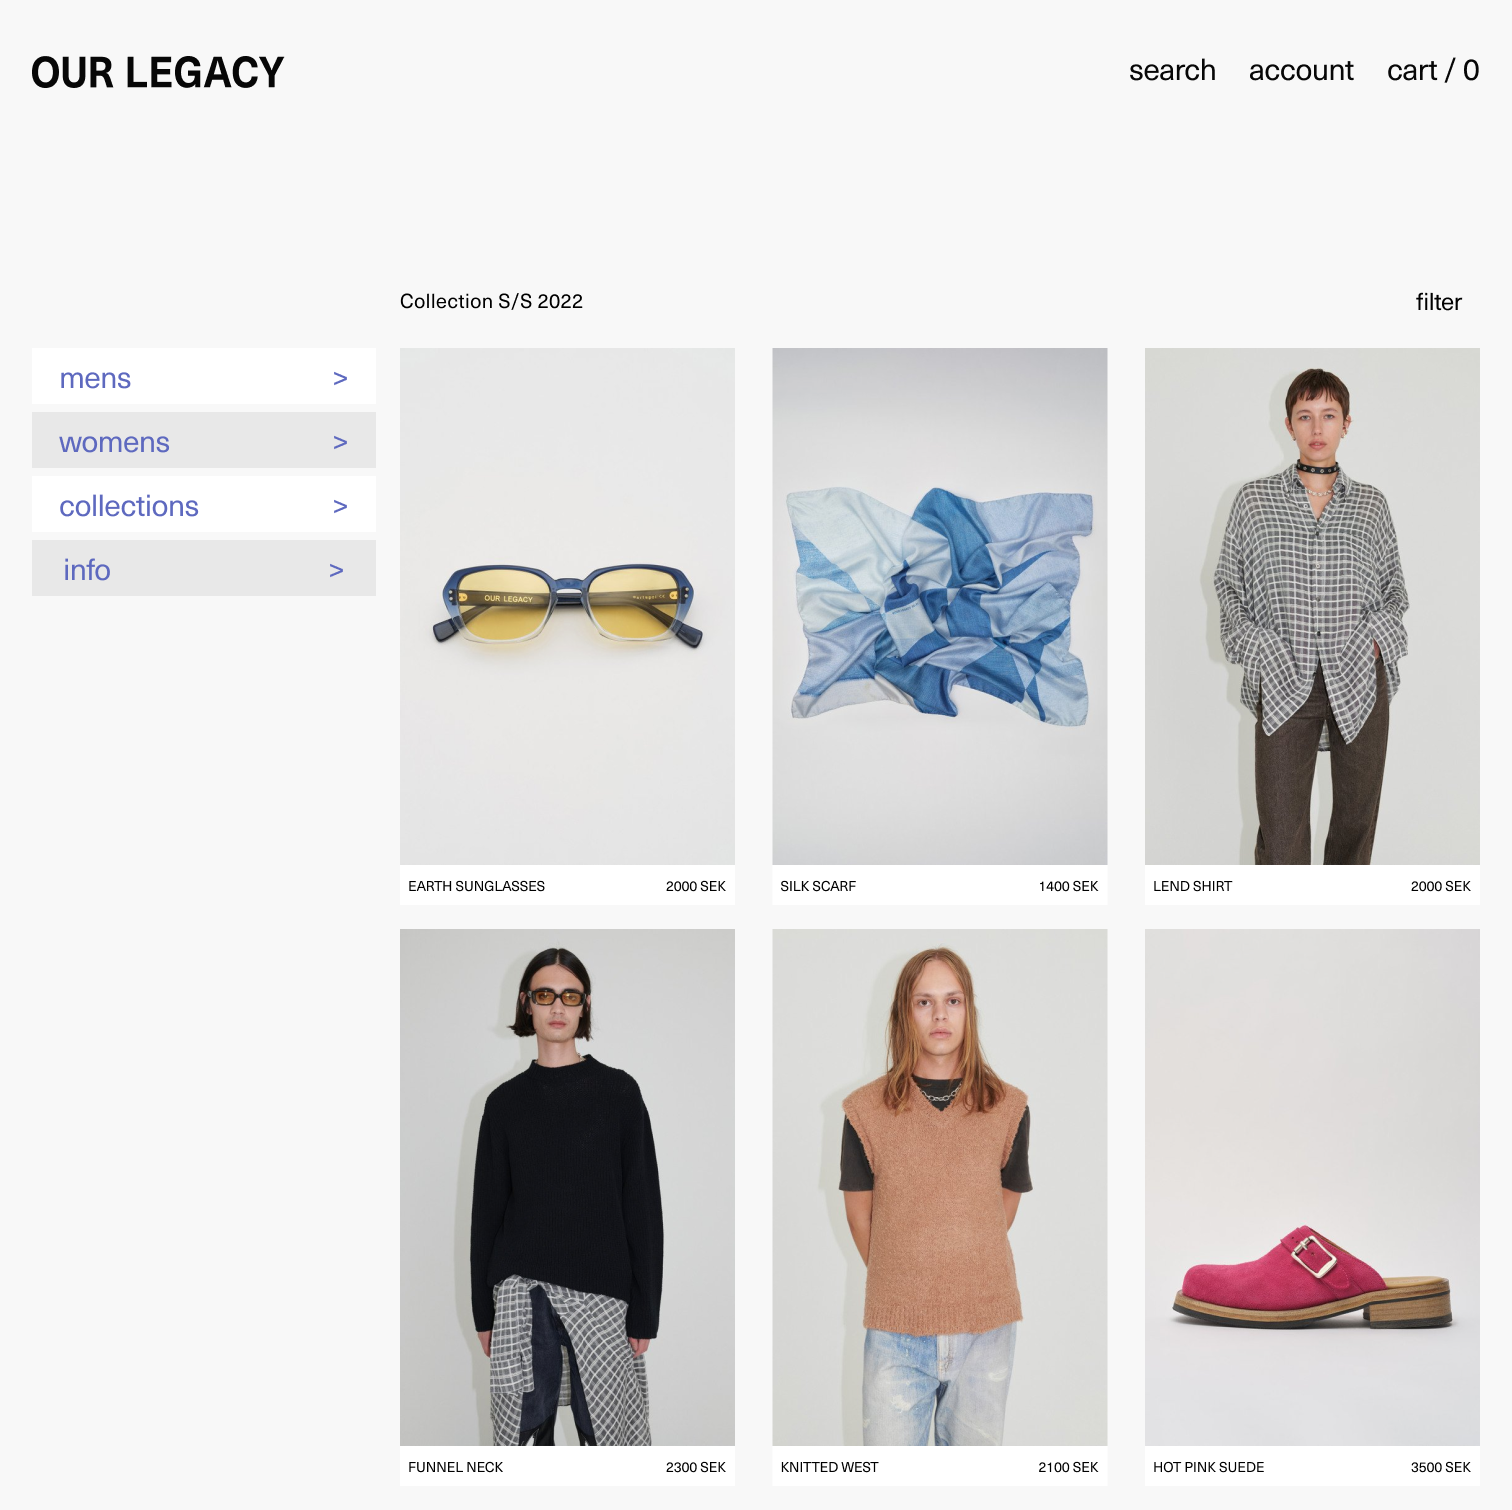 OUR LEGACY
search account cart / 0
Collection S/S 2022
filter
mens >
womens >
collections >
info >
OUR LEGACY
EARTH SUNGLASSES 2000 SEK
SILK SCARF 1400 SEK
LEND SHIRT 2000 SEK
FUNNEL NECK 2300 SEK
KNITTED WEST 2100 SEK
HOT PINK SUEDE 3500 SEK